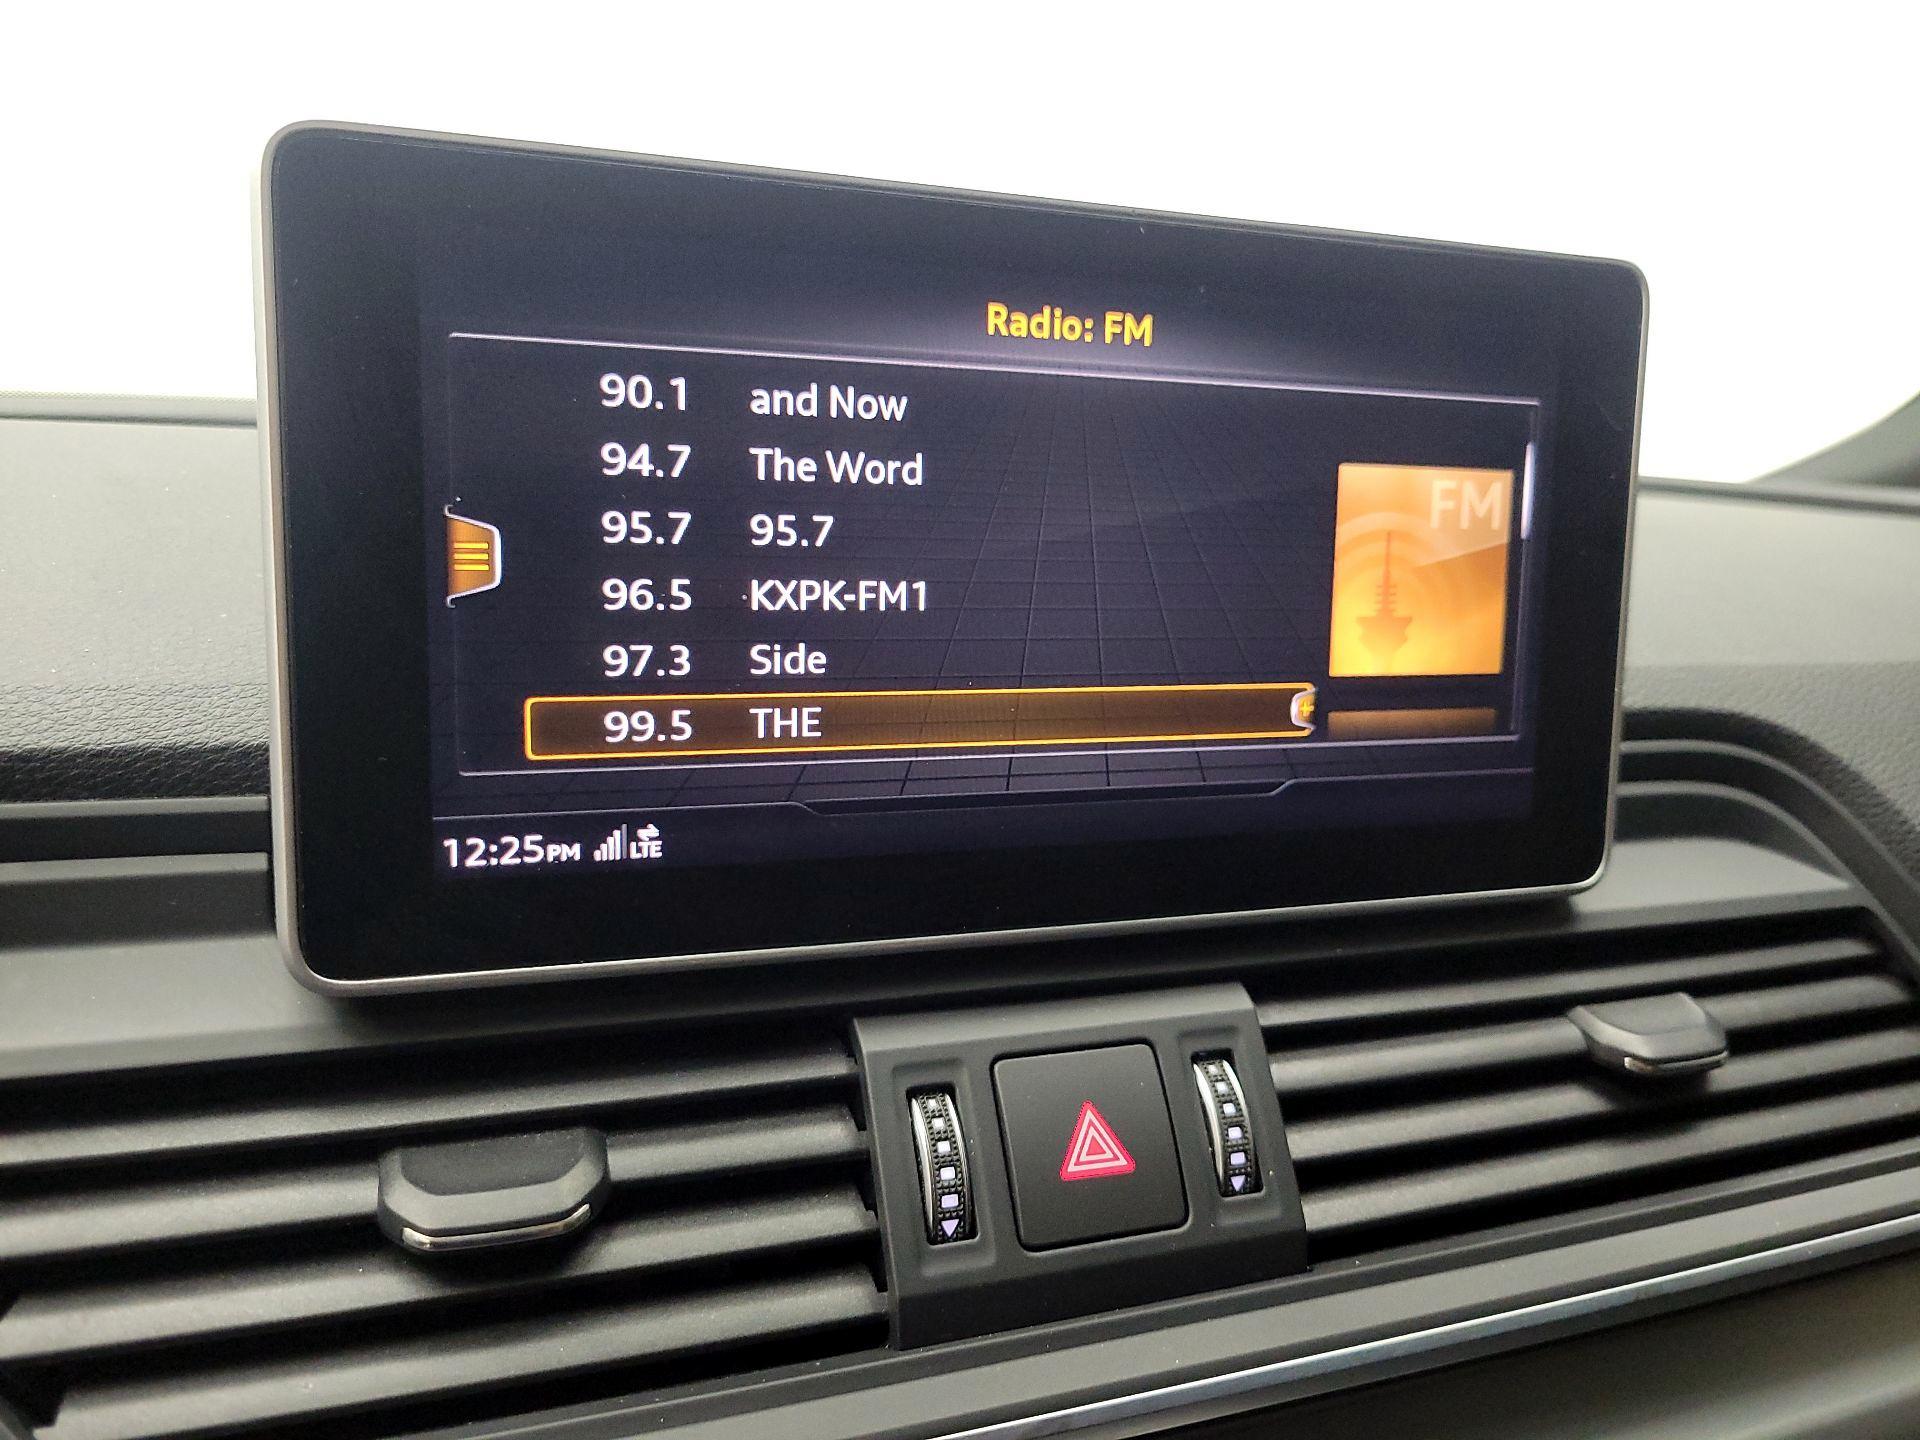 Radio: FM
90.1 and Now
94.7 The Word
95.7 95.7
96.5 KXPK-FM1
97.3 Side
99.5 THE
FM
12:25PM LTE